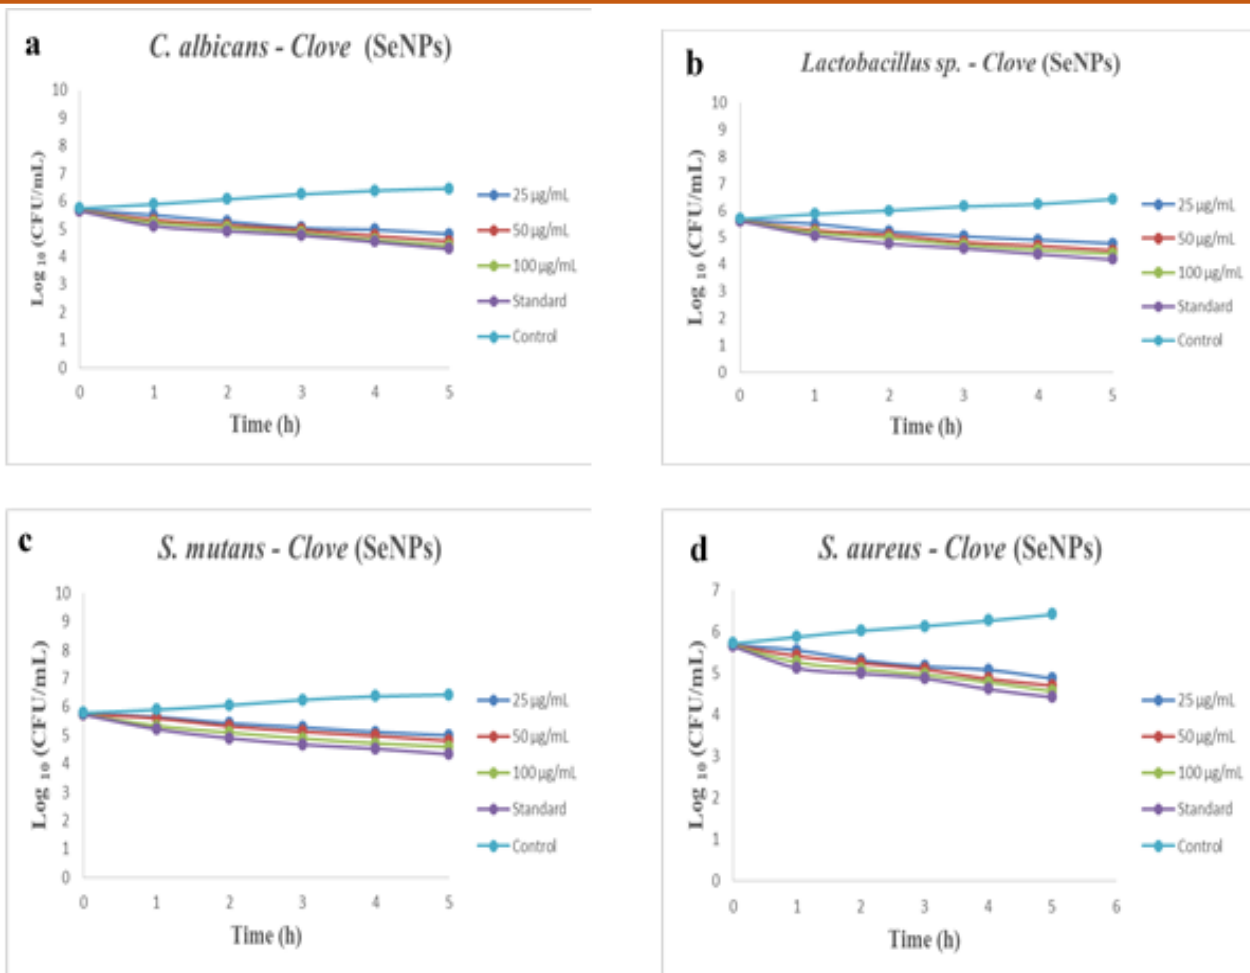 a
C. albicans - Clove (SeNPs)
10
9
8
7
6
5
4
3
2
1
0
Log 10 (CFU/mL)
0 1 2 3 4 5
Time (h)
25 µg/mL
50 µg/mL
100 µg/mL
Standard
Control
b
Lactobacillus sp. - Clove (SeNPs)
10
9
8
7
6
5
4
3
2
1
0
Log 10 (CFU/mL)
0 1 2 3 4 5
Time (h)
25 µg/mL
50 µg/mL
100 µg/mL
Standard
Control
c
S. mutans - Clove (SeNPs)
10
9
8
7
6
5
4
3
2
1
0
Log 10 (CFU/mL)
0 1 2 3 4 5
Time (h)
25 µg/mL
50 µg/mL
100 µg/mL
Standard
Control
d
S. aureus - Clove (SeNPs)
7
6
5
4
3
2
1
0
Log 10 (CFU/mL)
0 1 2 3 4 5 6
Time (h)
25 µg/mL
50 µg/mL
100 µg/mL
Standard
Control